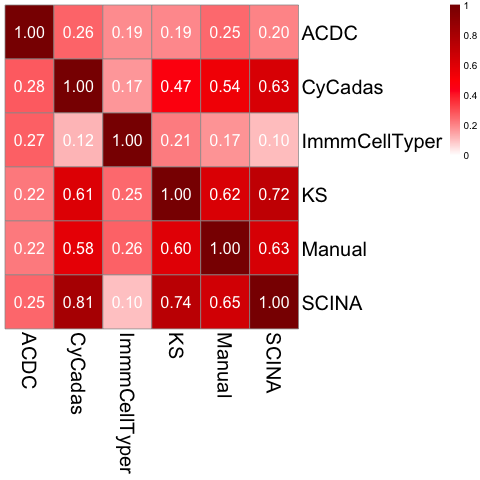 1.00 0.26 0.19 0.19 0.25 0.20 ACDC
0.28 1.00 0.17 0.47 0.54 0.63 CyCadas
0.27 0.12 1.00 0.21 0.17 0.10 ImmmCellTyper
0.22 0.61 0.25 1.00 0.62 0.72 KS
0.22 0.58 0.26 0.60 1.00 0.63 Manual
0.25 0.81 0.10 0.74 0.65 1.00 SCINA
ACDC
CyCadas
ImmmCellTyper
KS
Manual
SCINA
1
0.8
0.6
0.4
0.2
0